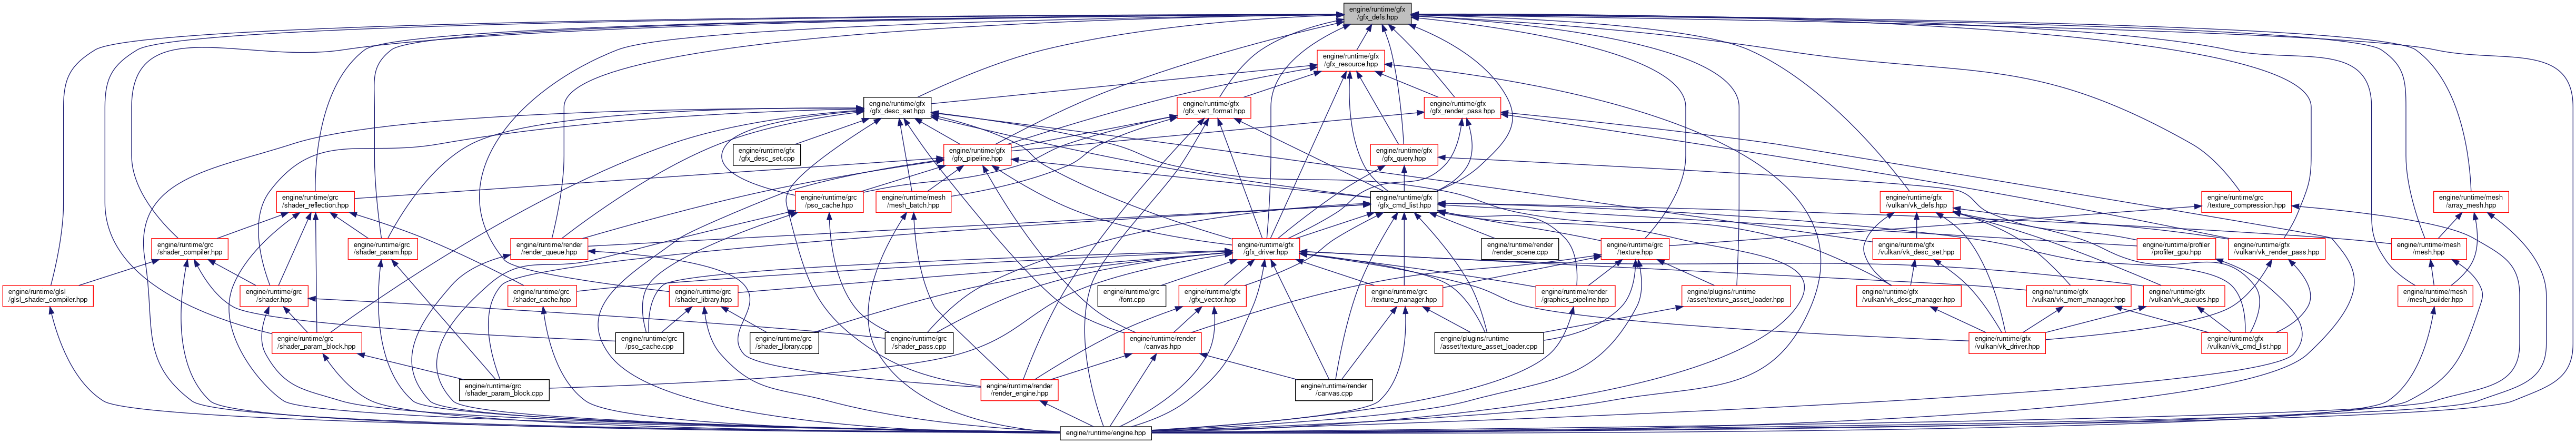 engine/runtime/gfx
/gfx_defs.hpp
engine/runtime/gfx
/gfx_resource.hpp
engine/runtime/gfx
/gfx_desc_set.hpp
engine/runtime/gfx
/gfx_vert_format.hpp
engine/runtime/gfx
/gfx_render_pass.hpp
engine/runtime/gfx
/gfx_desc_set.cpp
engine/runtime/gfx
/gfx_pipeline.hpp
engine/runtime/gfx
/gfx_query.hpp
engine/runtime/grc
/shader_reflection.hpp
engine/runtime/grc
/pso_cache.hpp
engine/runtime/mesh
/mesh_batch.hpp
engine/runtime/gfx
/gfx_cmd_list.hpp
engine/runtime/gfx
/vulkan/vk_defs.hpp
engine/runtime/grc
/texture_compression.hpp
engine/runtime/mesh
/array_mesh.hpp
engine/runtime/grc
/shader_compiler.hpp
engine/runtime/grc
/shader_param.hpp
engine/runtime/render
/render_queue.hpp
engine/runtime/gfx
/gfx_driver.hpp
engine/runtime/render
/render_scene.cpp
engine/runtime/grc
/texture.hpp
engine/runtime/gfx
/vulkan/vk_desc_set.hpp
engine/runtime/profiler
/profiler_gpu.hpp
engine/runtime/gfx
/vulkan/vk_render_pass.hpp
engine/runtime/mesh
/mesh.hpp
engine/runtime/glsl
/glsl_shader_compiler.hpp
engine/runtime/grc
/shader.hpp
engine/runtime/grc
/shader_cache.hpp
engine/runtime/grc
/shader_library.hpp
engine/runtime/grc
/font.cpp
engine/runtime/gfx
/gfx_vector.hpp
engine/runtime/grc
/texture_manager.hpp
engine/runtime/render
/graphics_pipeline.hpp
engine/plugins/runtime
/asset/texture_asset_loader.hpp
engine/runtime/gfx
/vulkan/vk_desc_manager.hpp
engine/runtime/gfx
/vulkan/vk_mem_manager.hpp
engine/runtime/gfx
/vulkan/vk_queues.hpp
engine/runtime/mesh
/mesh_builder.hpp
engine/runtime/grc
/shader_param_block.hpp
engine/runtime/grc
/pso_cache.cpp
engine/runtime/grc
/shader_library.cpp
engine/runtime/grc
/shader_pass.cpp
engine/runtime/render
/canvas.hpp
engine/plugins/runtime
/asset/texture_asset_loader.cpp
engine/runtime/gfx
/vulkan/vk_driver.hpp
engine/runtime/gfx
/vulkan/vk_cmd_list.hpp
engine/runtime/grc
/shader_param_block.cpp
engine/runtime/render
/render_engine.hpp
engine/runtime/render
/canvas.cpp
engine/runtime/engine.hpp